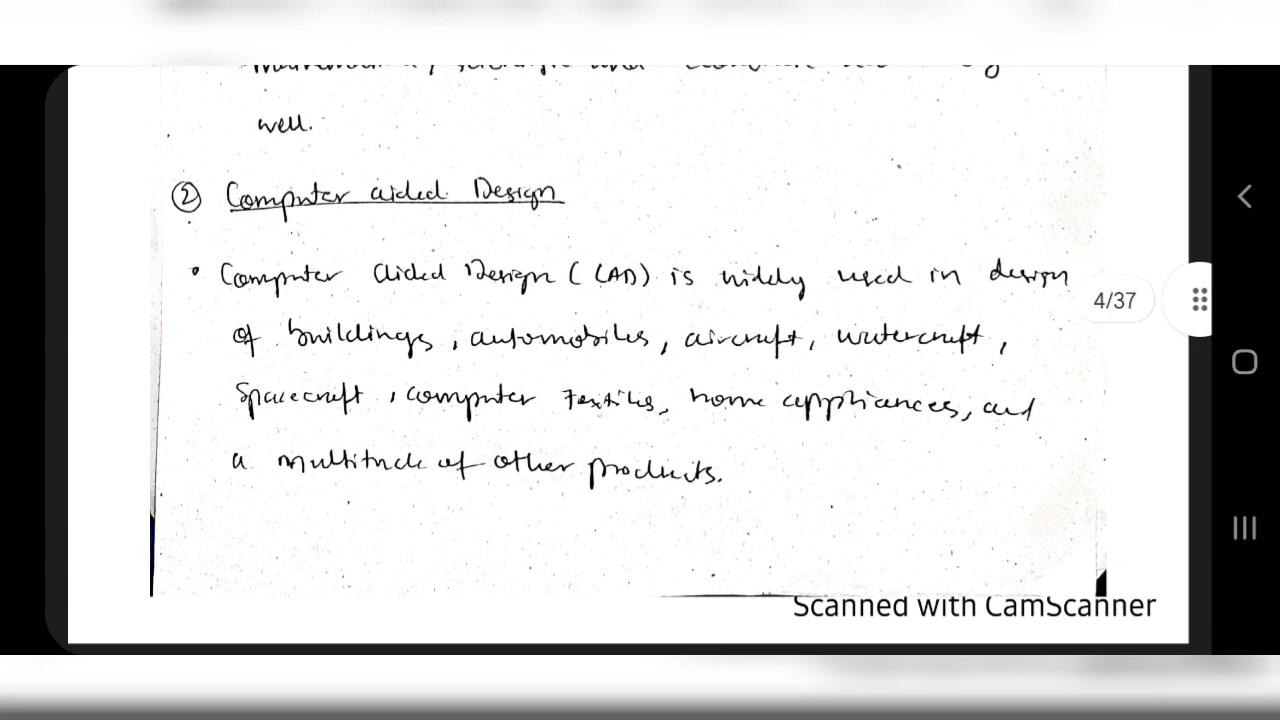 well.
② Computer aided Design
• Computer Aided Design (CAD) is widely used in design
of buildings, automobiles, aircraft, watercraft,
4/37
spacecraft, computer textiles, home appliances, and
a multitude of other products.
Scanned with CamScanner